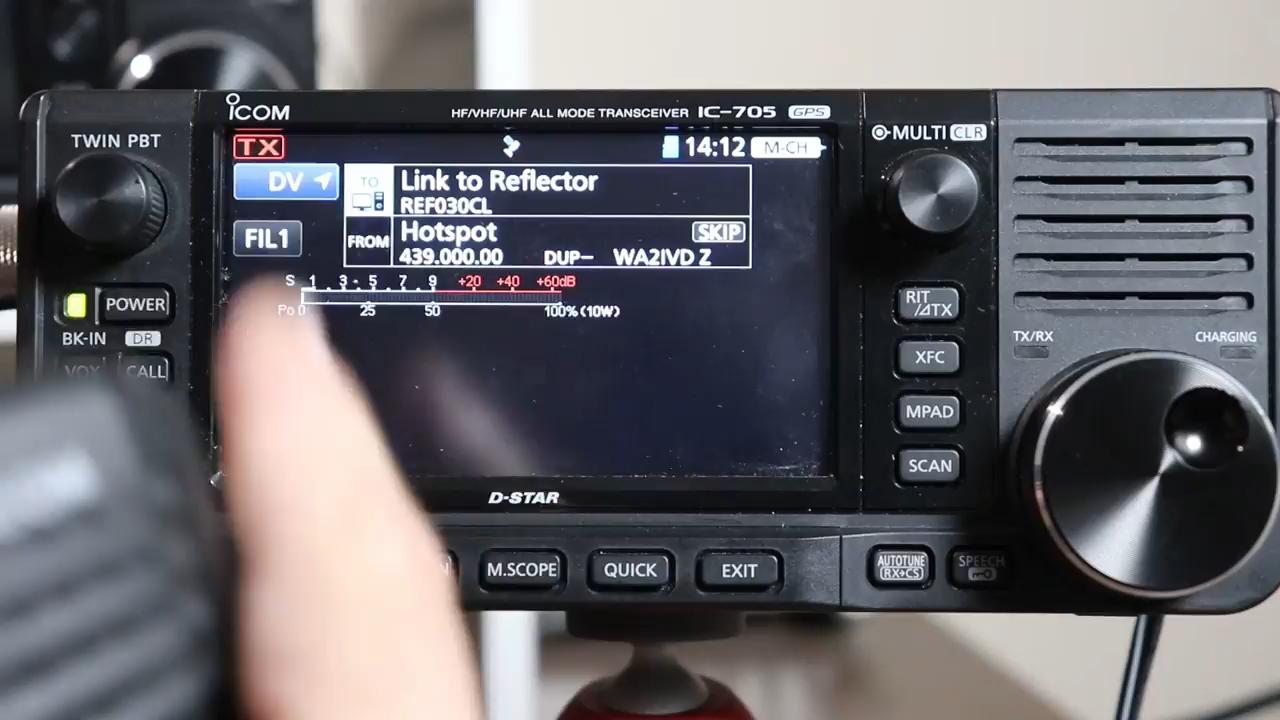 ICOM HF/VHF/UHF ALL MODE TRANSCEIVER IC-705 GPS
TWIN PBT
MULTI CLR
TX 14:12 M-CH
DV TO Link to Reflector
REF030CL
FIL1 FROM Hotspot SKIP
439.000.00 DUP− WA2IVD Z
S 1 . 3 . 5 . 7 . 9 +20 +40 +60dB
Po 0 25 50 100% (10W)
POWER
BK-IN DR
VOX CALL
RIT
/⊿TX
TX/RX CHARGING
XFC
MPAD
SCAN
D-STAR
M.SCOPE QUICK EXIT
AUTOTUNE
RX→CS
SPEECH